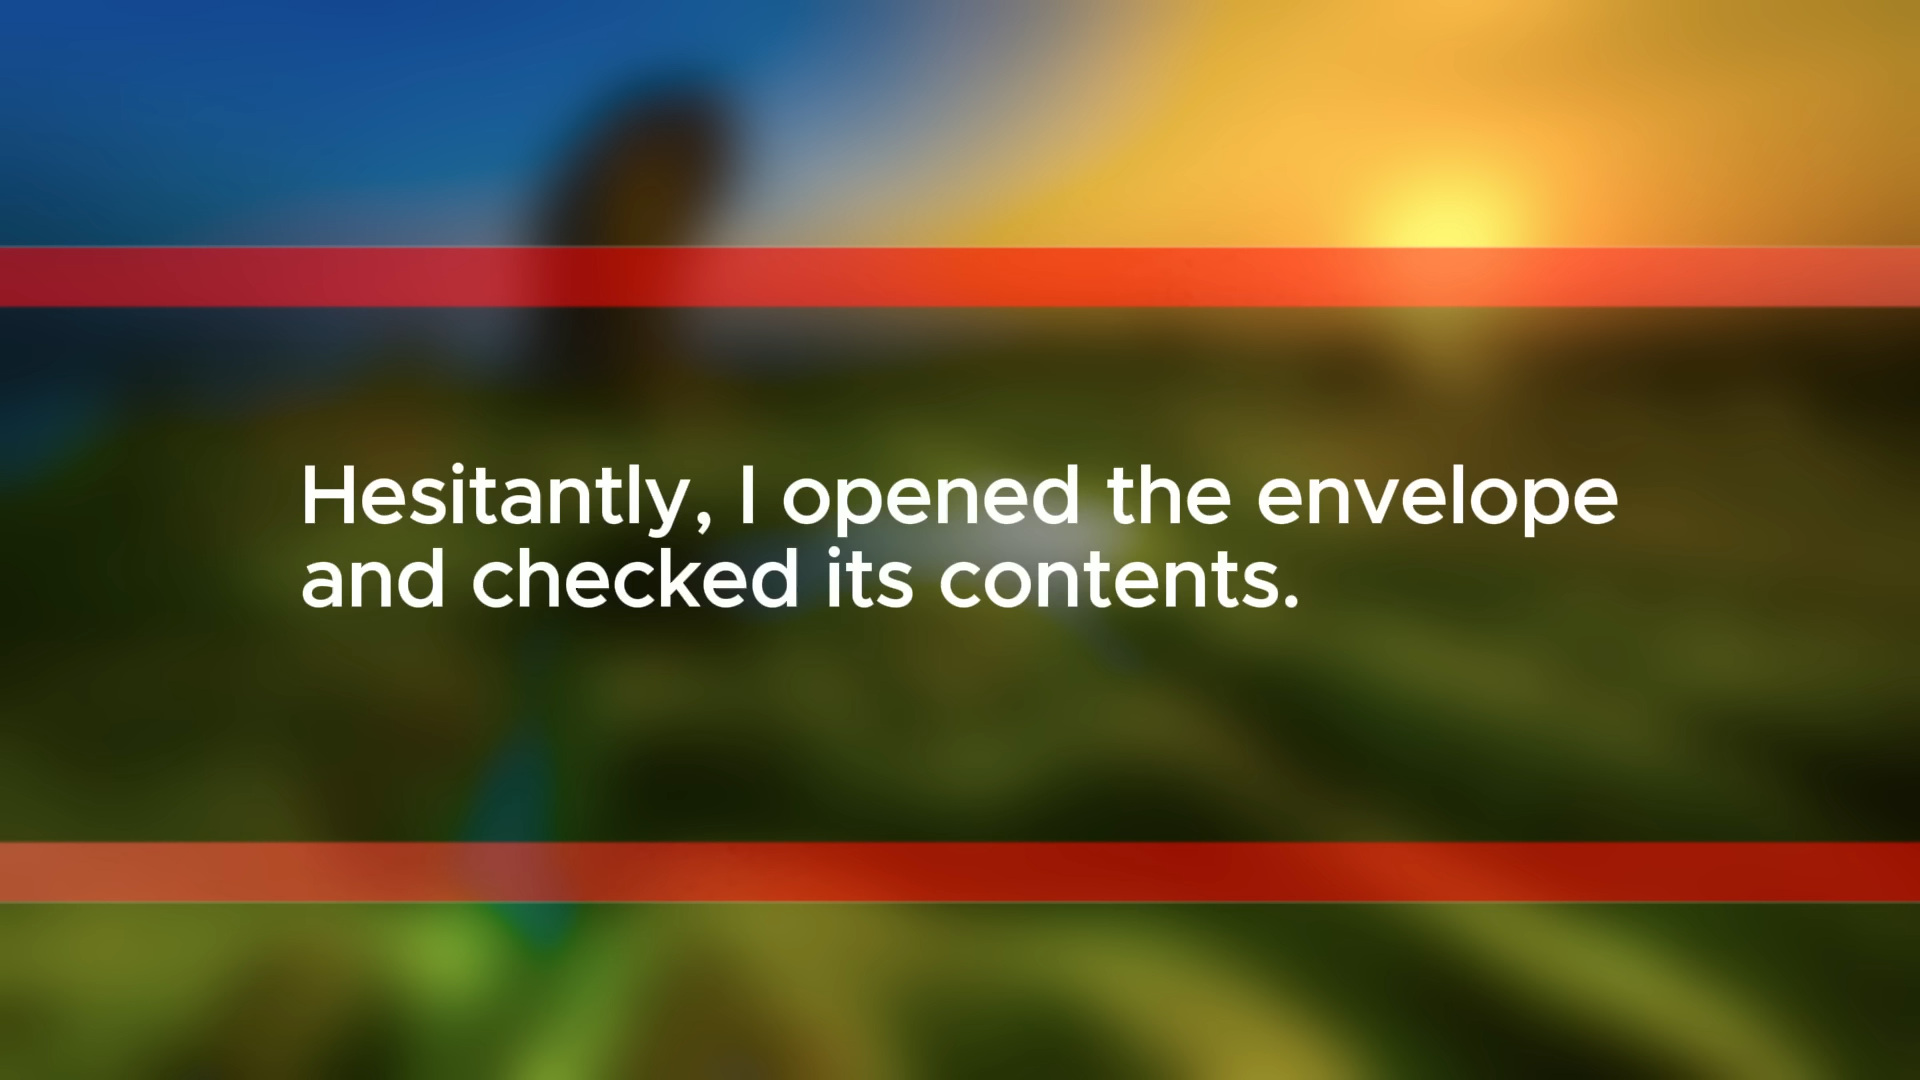 Hesitantly, I opened the envelope
and checked its contents.